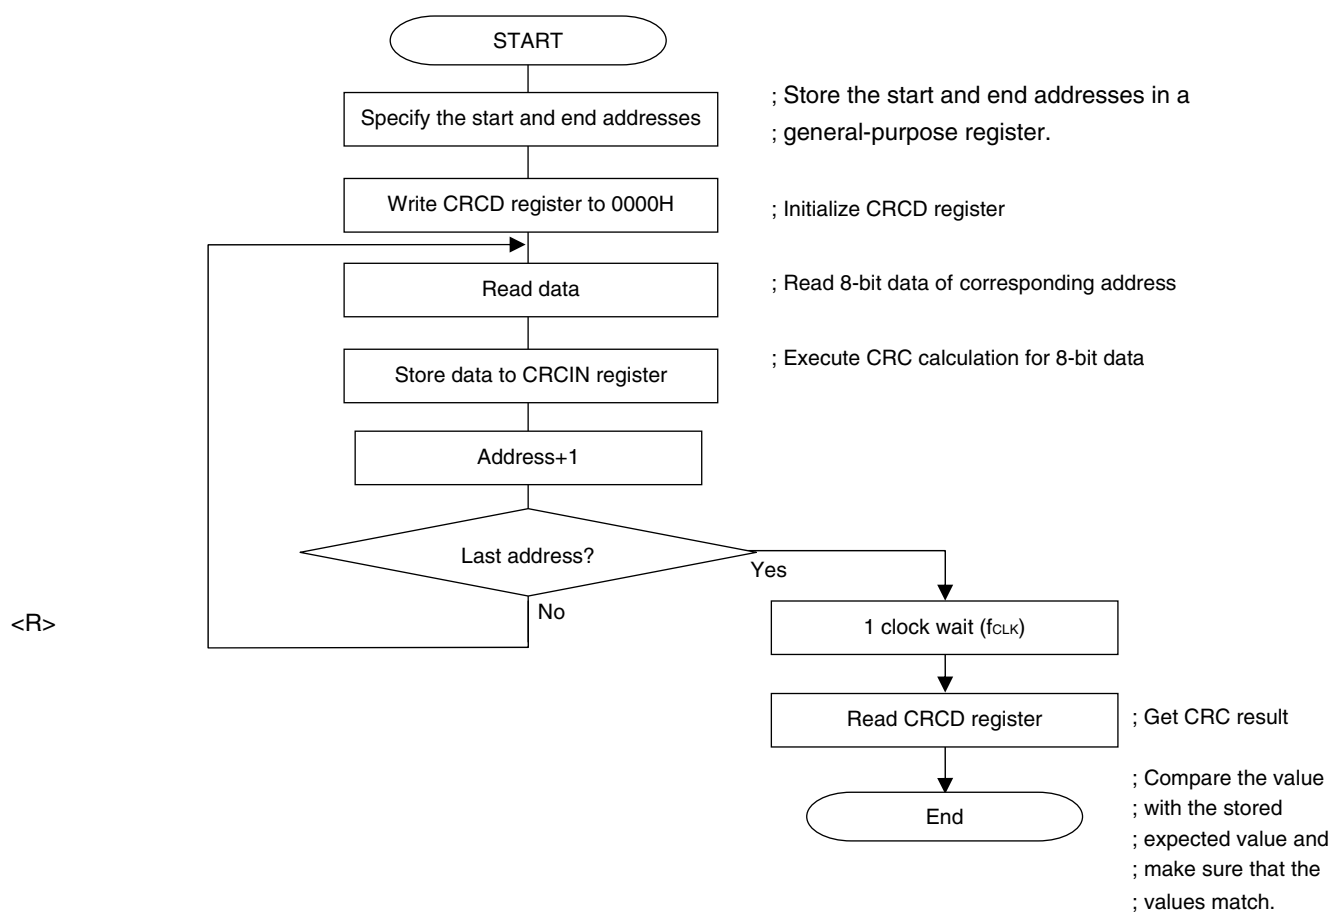 START
Specify the start and end addresses
; Store the start and end addresses in a
; general-purpose register.
Write CRCD register to 0000H
; Initialize CRCD register
Read data
; Read 8-bit data of corresponding address
Store data to CRCIN register
; Execute CRC calculation for 8-bit data
Address+1
Last address?
Yes
No
<R>
1 clock wait (fCLK)
Read CRCD register
; Get CRC result
End
; Compare the value
; with the stored
; expected value and
; make sure that the
; values match.